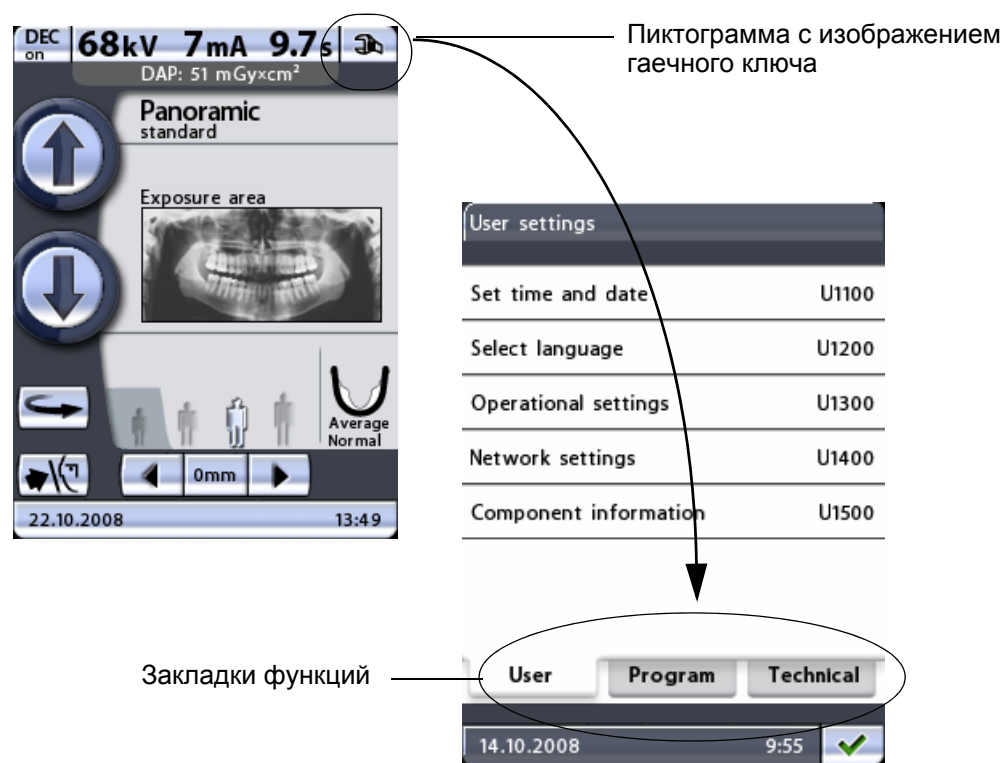 DEC
on
68kV 7mA 9.7s
DAP: 51 mGy×cm²
Panoramic
standard
Exposure area
Average
Normal
0mm
22.10.2008 13:49
Пиктограмма с изображением
гаечного ключа
User settings
Set time and date U1100
Select language U1200
Operational settings U1300
Network settings U1400
Component information U1500
Закладки функций
User Program Technical
14.10.2008 9:55